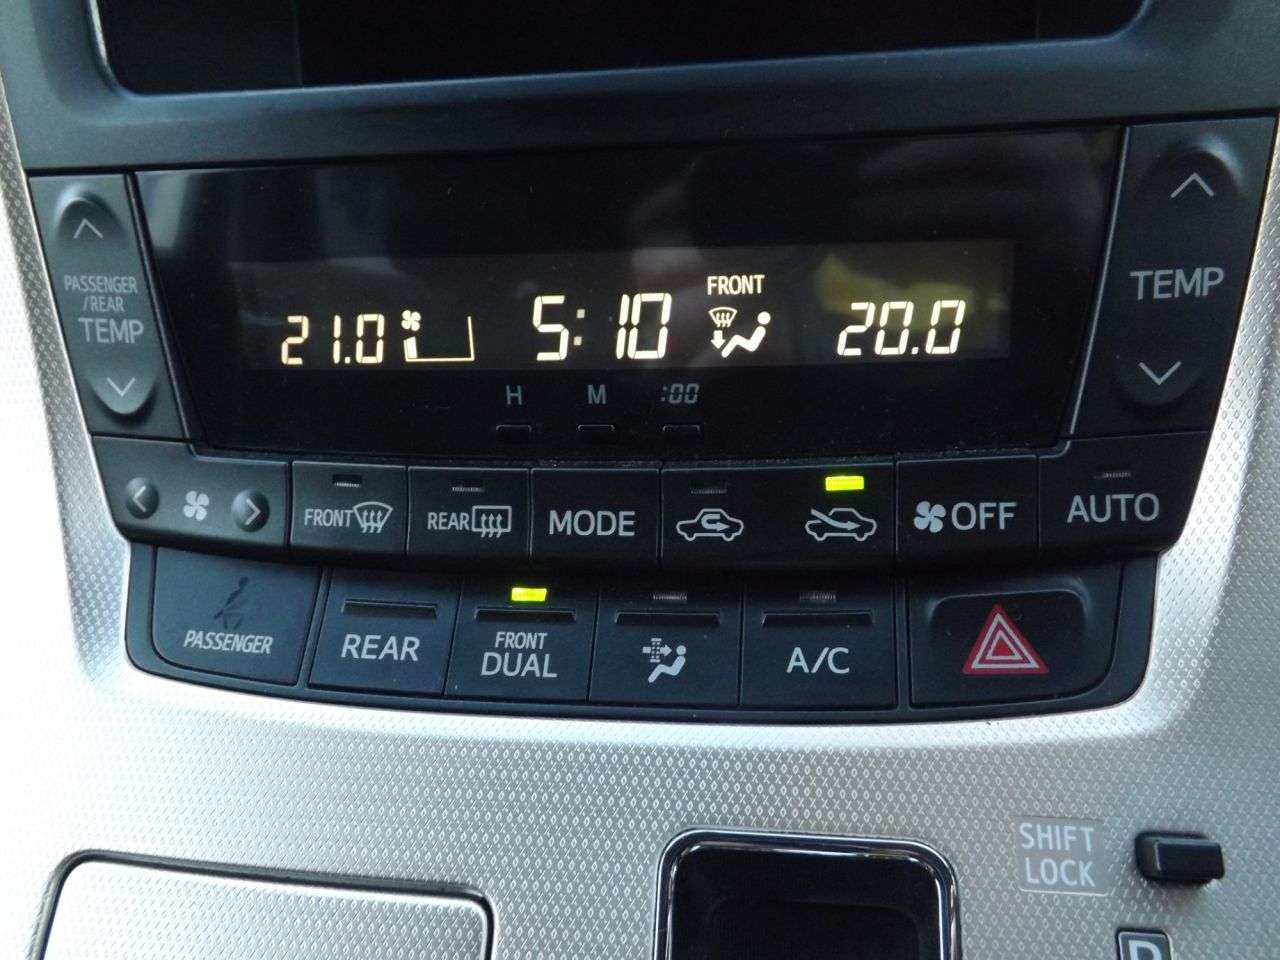 FRONT
21.0 5:10 20.0
PASSENGER
/REAR
TEMP
TEMP
H M :00
FRONT REAR MODE OFF AUTO
PASSENGER REAR FRONT
DUAL A/C
SHIFT
LOCK